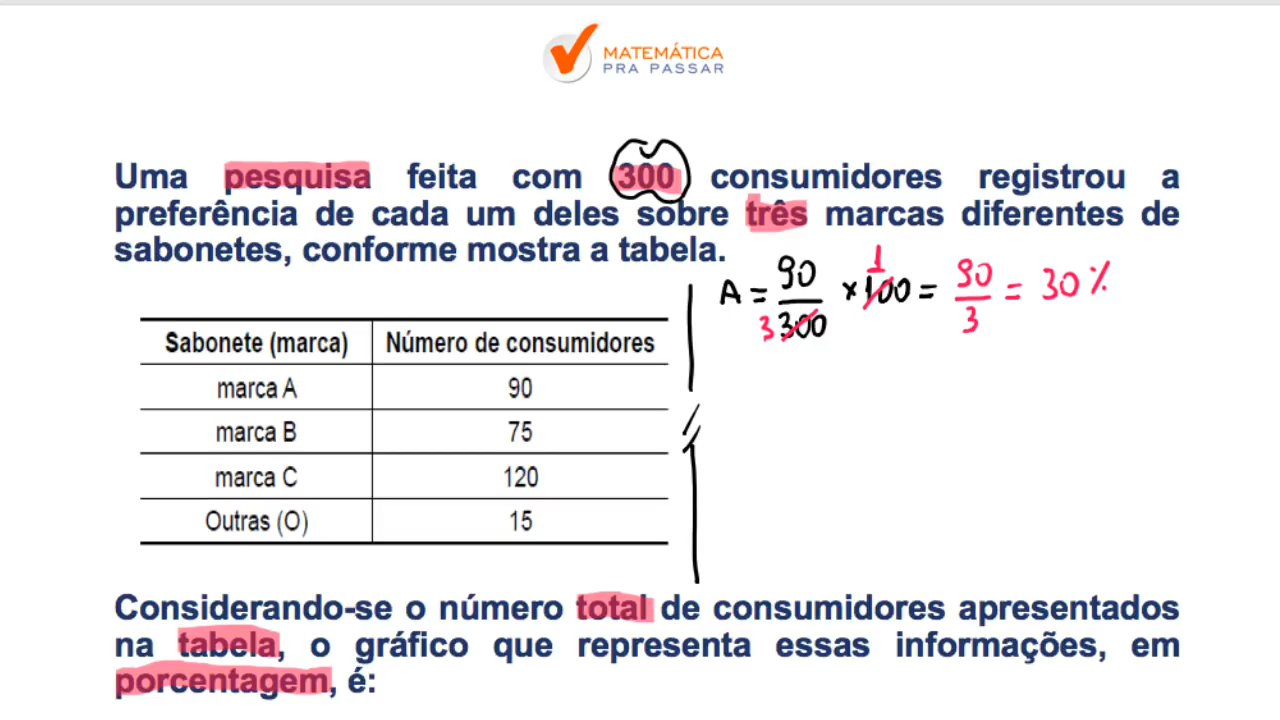 MATEMÁTICA
PRA PASSAR
Uma pesquisa feita com 300 consumidores registrou a
preferência de cada um deles sobre três marcas diferentes de
sabonetes, conforme mostra a tabela.
A = 90/300 × 100 = 90/3 = 30%
3 1
Sabonete (marca) Número de consumidores
marca A 90
marca B 75
marca C 120
Outras (O) 15
Considerando-se o número total de consumidores apresentados
na tabela, o gráfico que representa essas informações, em
porcentagem, é: